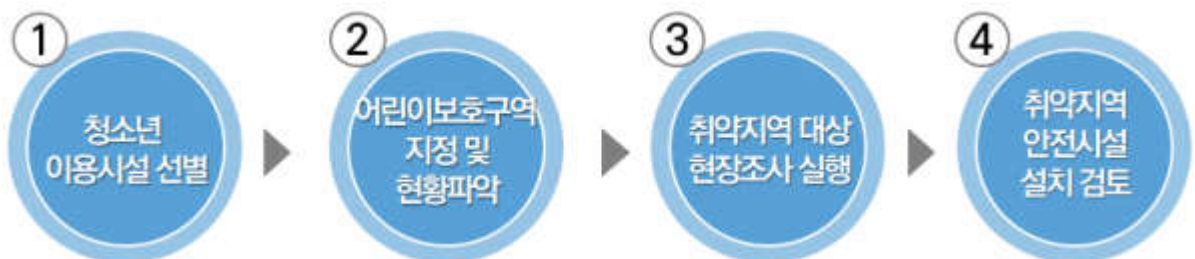 ①
청소년
이용시설 선별
②
어린이보호구역
지정 및
현황파악
③
취약지역 대상
현장조사 실행
④
취약지역
안전시설
설치 검토